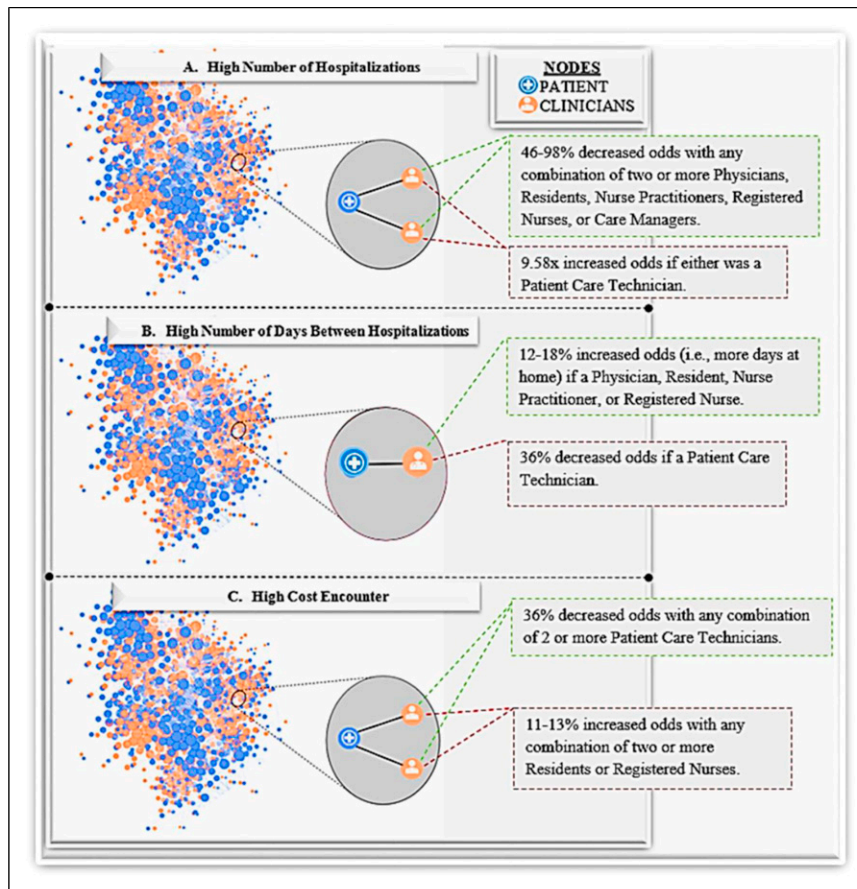 A. High Number of Hospitalizations
NODES
PATIENT
CLINICIANS
46-98% decreased odds with any
combination of two or more Physicians,
Residents, Nurse Practitioners, Registered
Nurses, or Care Managers.
9.58x increased odds if either was a
Patient Care Technician.
B. High Number of Days Between Hospitalizations
12-18% increased odds (i.e., more days at
home) if a Physician, Resident, Nurse
Practitioner, or Registered Nurse.
36% decreased odds if a Patient Care
Technician.
C. High Cost Encounter
36% decreased odds with any combination
of 2 or more Patient Care Technicians.
11-13% increased odds with any
combination of two or more
Residents or Registered Nurses.